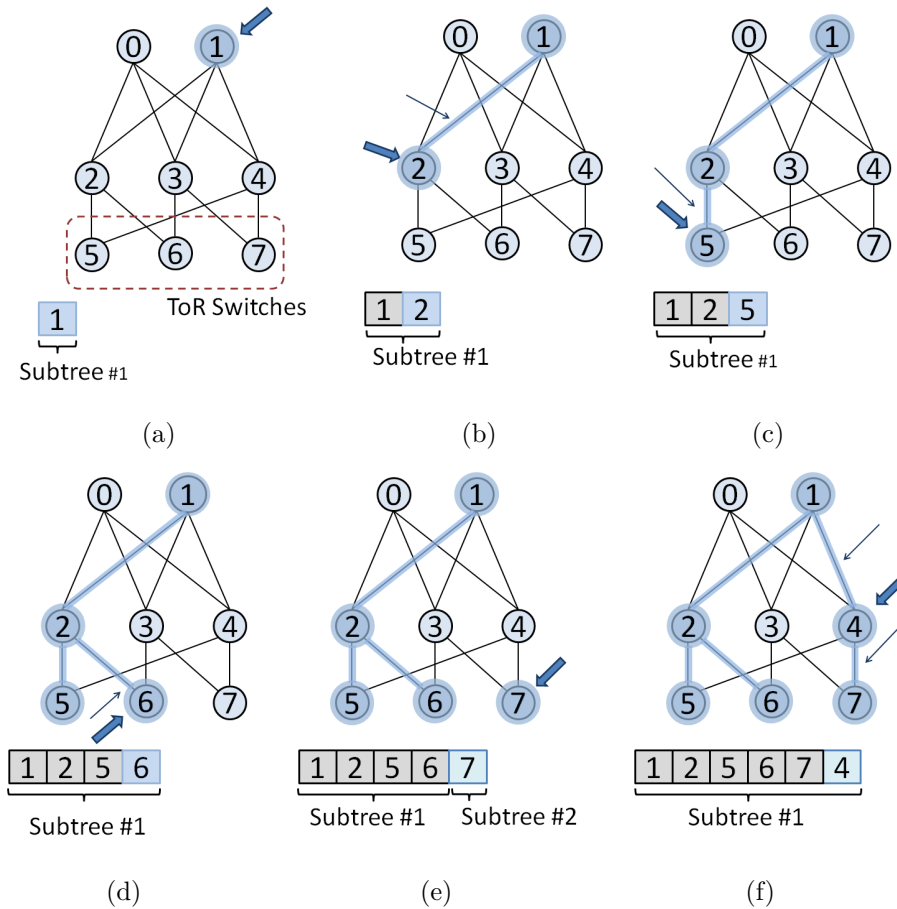 0 1
2 3 4
5 6 7
ToR Switches
1
Subtree #1
(a)
0 1
2 3 4
5 6 7
1 2
Subtree #1
(b)
0 1
2 3 4
5 6 7
1 2 5
Subtree #1
(c)
0 1
2 3 4
5 6 7
1 2 5 6
Subtree #1
(d)
0 1
2 3 4
5 6 7
1 2 5 6 7
Subtree #1 Subtree #2
(e)
0 1
2 3 4
5 6 7
1 2 5 6 7 4
Subtree #1
(f)